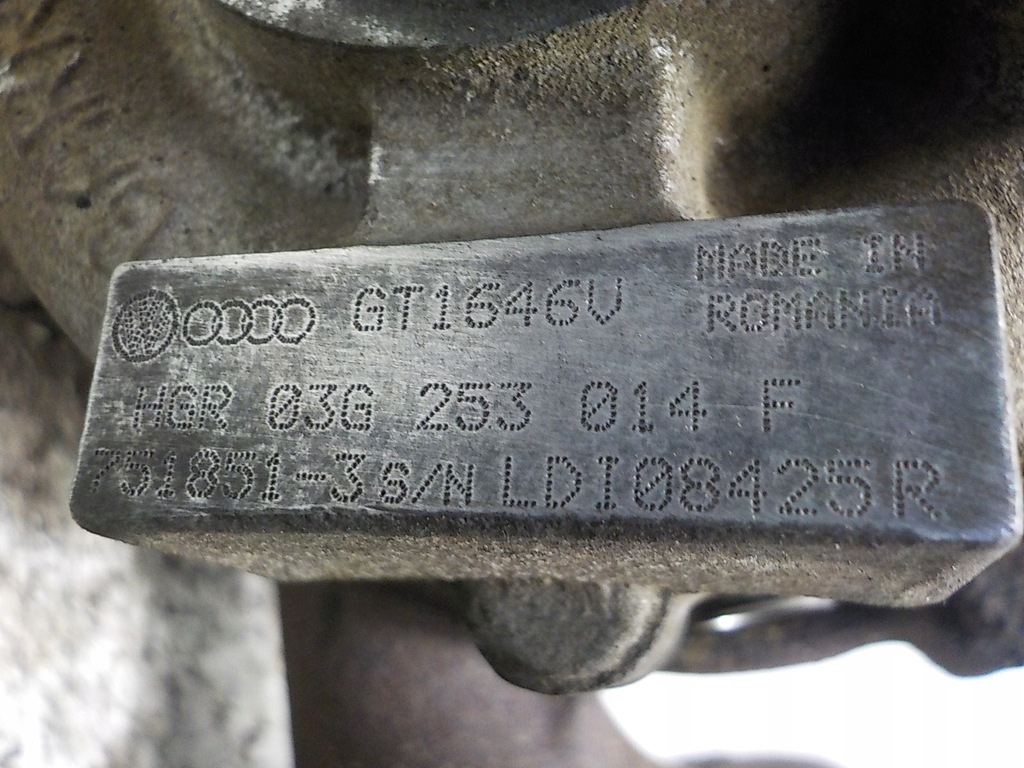 GT1646V
MADE IN
ROMANIA
HGR 03G 253 014 F
751851-3 S/N LDI08425R